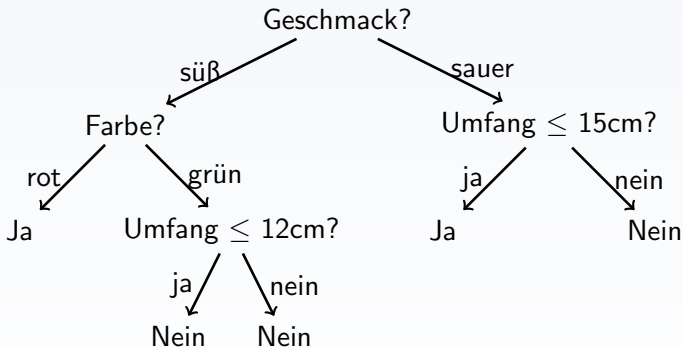 Geschmack?
süß
sauer
Farbe?
Umfang ≤ 15cm?
rot
grün
ja
nein
Ja
Umfang ≤ 12cm?
Ja
Nein
ja
nein
Nein
Nein